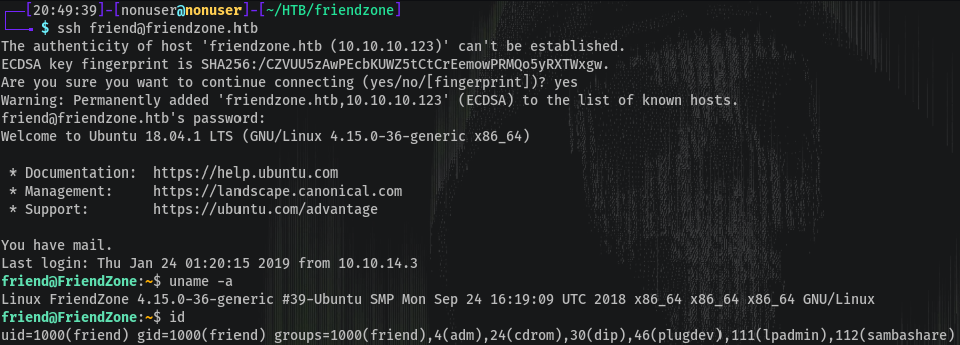 [20:49:39]-[nonuser@nonuser]-[~/HTB/friendzone]
$ ssh friend@friendzone.htb
The authenticity of host 'friendzone.htb (10.10.10.123)' can't be established.
ECDSA key fingerprint is SHA256:/CZVUU5zAwPEcbKUWZ5tCtCrEemowPRMQo5yRXTWxgw.
Are you sure you want to continue connecting (yes/no/[fingerprint])? yes
Warning: Permanently added 'friendzone.htb,10.10.10.123' (ECDSA) to the list of known hosts.
friend@friendzone.htb's password:
Welcome to Ubuntu 18.04.1 LTS (GNU/Linux 4.15.0-36-generic x86_64)
* Documentation:  https://help.ubuntu.com
* Management:     https://landscape.canonical.com
* Support:        https://ubuntu.com/advantage
You have mail.
Last login: Thu Jan 24 01:20:15 2019 from 10.10.14.3
friend@FriendZone:~$ uname -a
Linux FriendZone 4.15.0-36-generic #39-Ubuntu SMP Mon Sep 24 16:19:09 UTC 2018 x86_64 x86_64 x86_64 GNU/Linux
friend@FriendZone:~$ id
uid=1000(friend) gid=1000(friend) groups=1000(friend),4(adm),24(cdrom),30(dip),46(plugdev),111(lpadmin),112(sambashare)